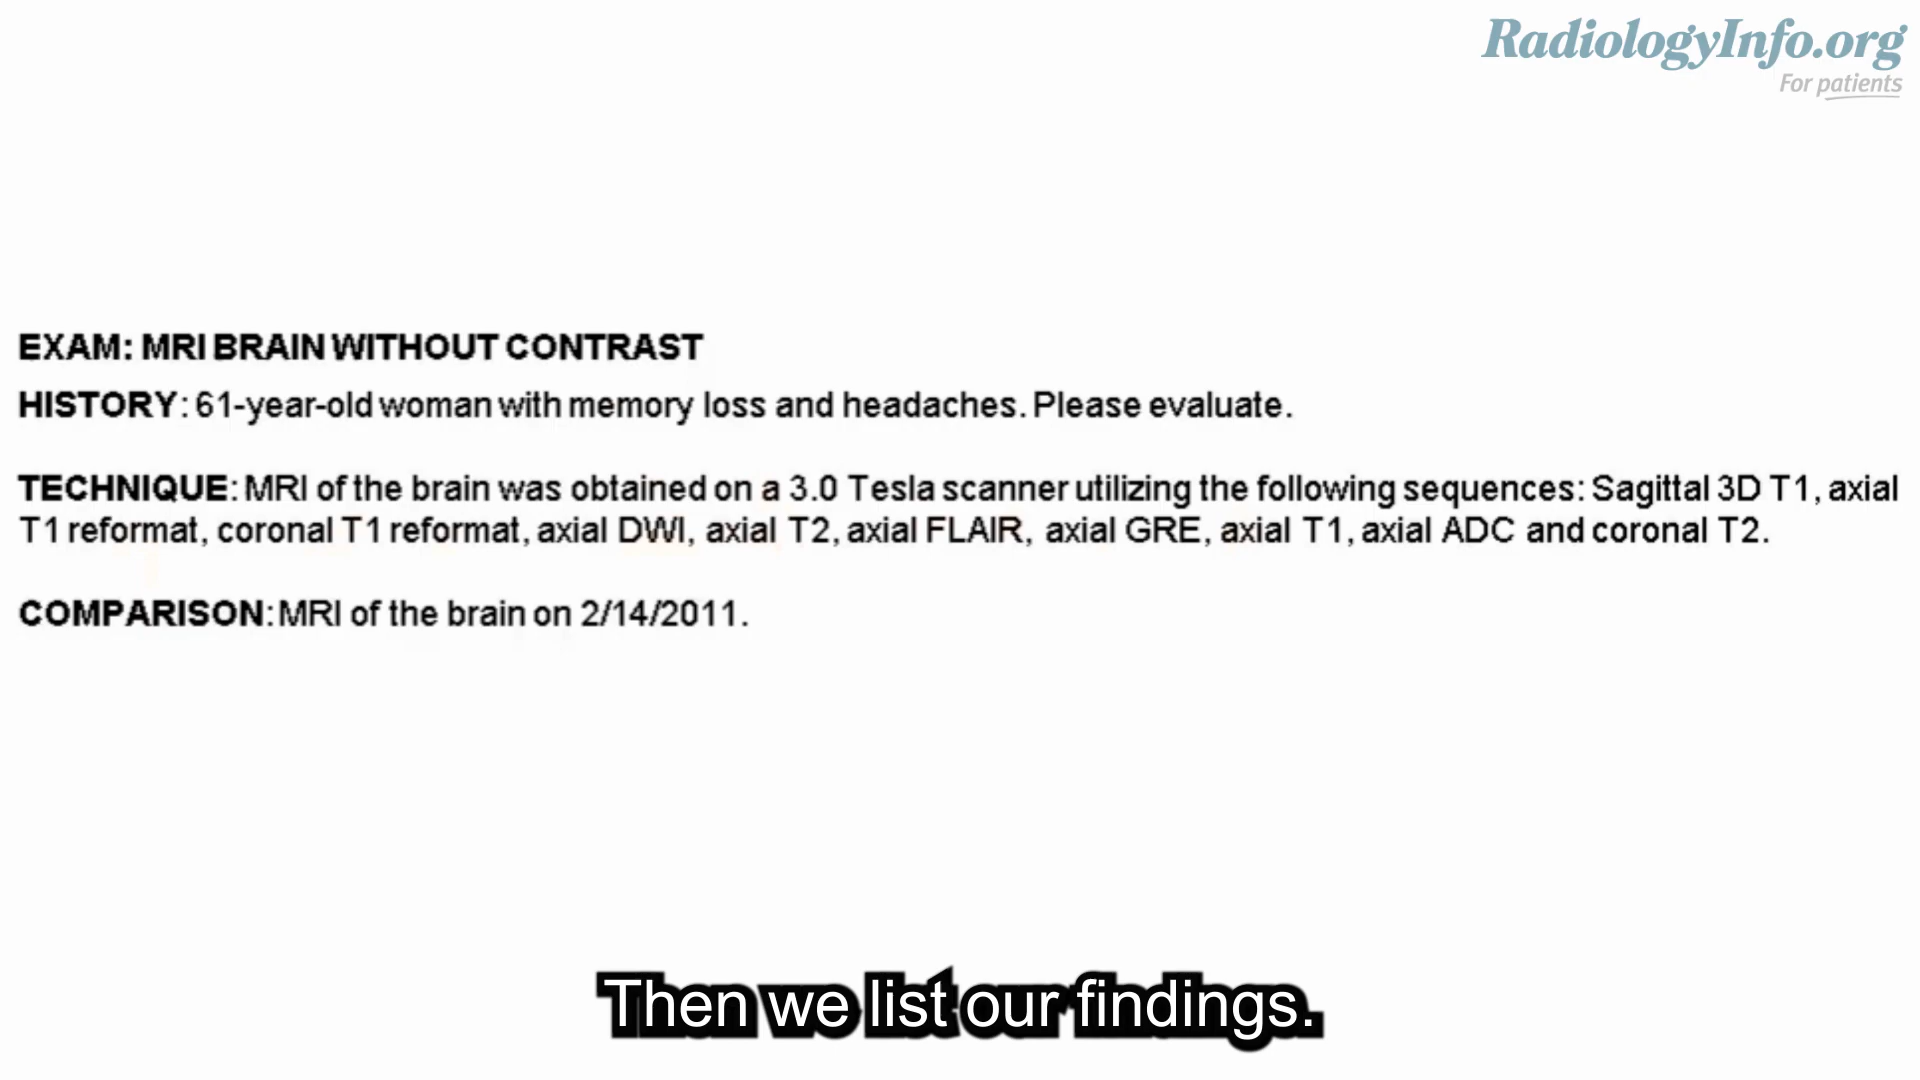 RadiologyInfo.org
For patients
EXAM: MRI BRAIN WITHOUT CONTRAST
HISTORY: 61-year-old woman with memory loss and headaches. Please evaluate.
TECHNIQUE: MRI of the brain was obtained on a 3.0 Tesla scanner utilizing the following sequences: Sagittal 3D T1, axial
T1 reformat, coronal T1 reformat, axial DWI, axial T2, axial FLAIR, axial GRE, axial T1, axial ADC and coronal T2.
COMPARISON: MRI of the brain on 2/14/2011.
Then we list our findings.